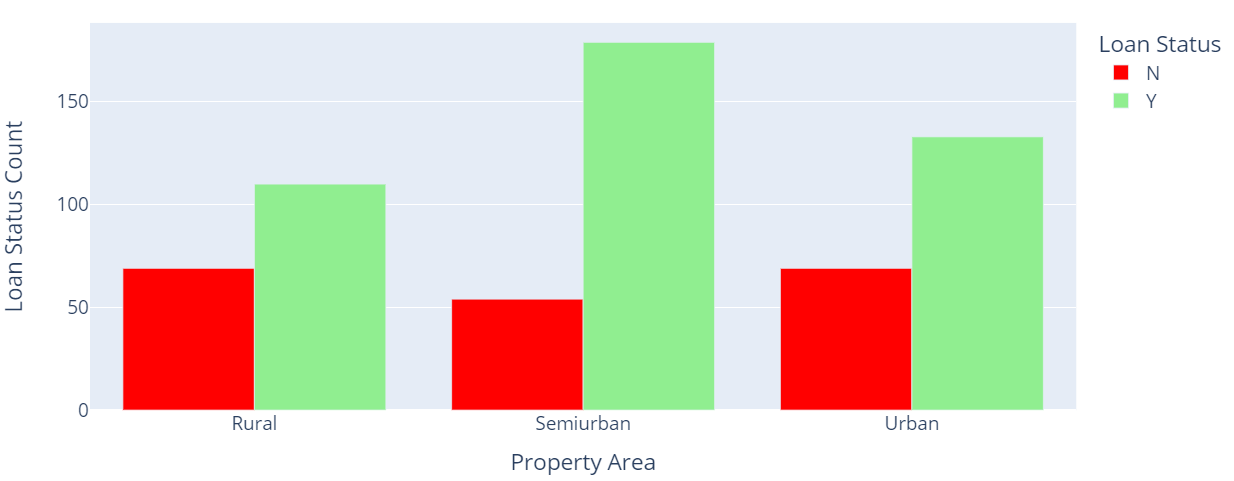 Loan Status
N
Y
Loan Status Count
150
100
50
0
Rural
Semiurban
Urban
Property Area